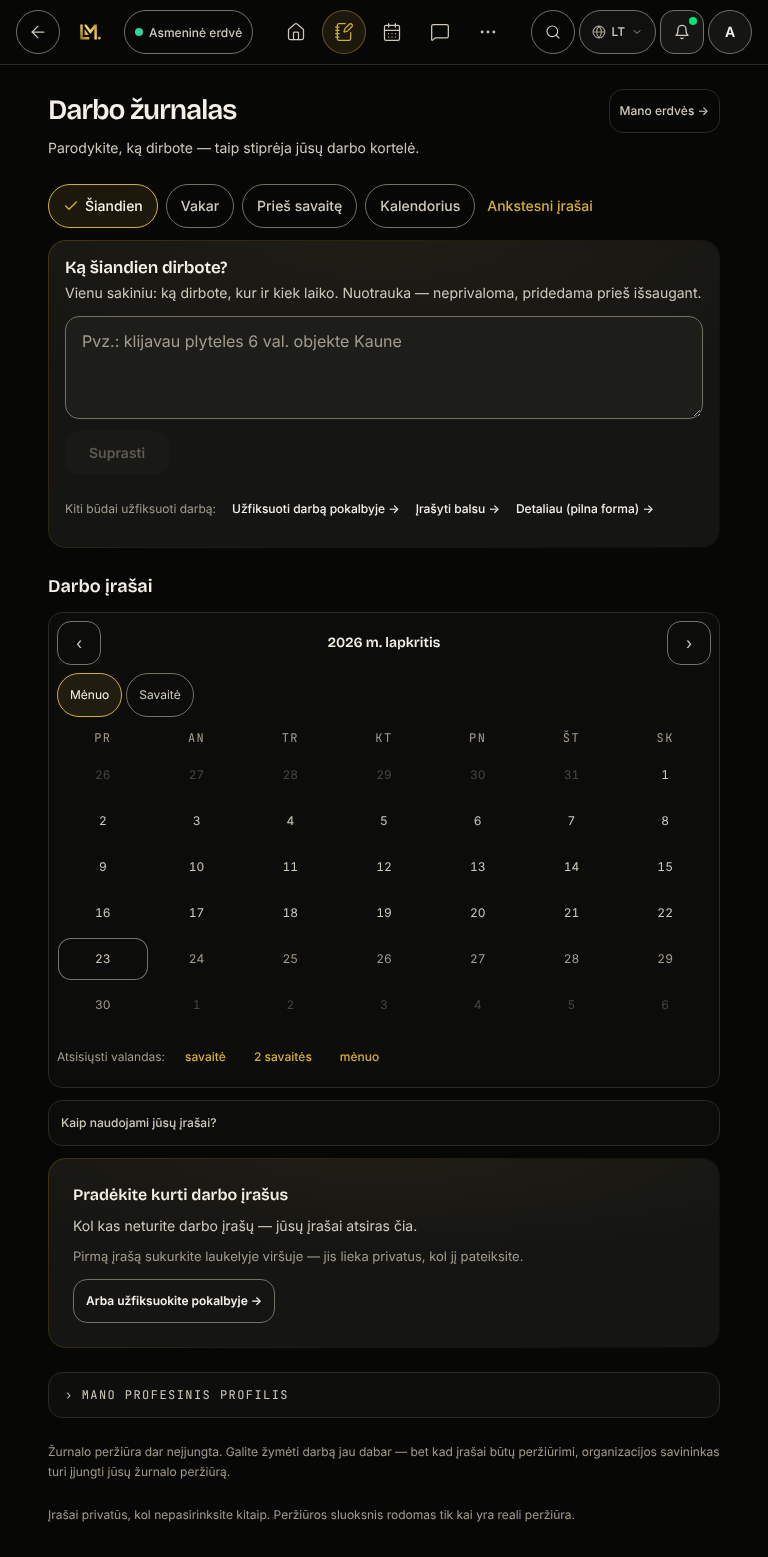 LM.
Asmeninė erdvė
LT
A
Darbo žurnalas
Mano erdvės →
Parodykite, ką dirbote — taip stiprėja jūsų darbo kortelė.
Šiandien
Vakar
Prieš savaitę
Kalendorius
Ankstesni įrašai
Ką šiandien dirbote?
Vienu sakiniu: ką dirbote, kur ir kiek laiko. Nuotrauka — neprivaloma, pridedama prieš išsaugant.
Pvz.: klijavau plyteles 6 val. objekte Kaune
Suprasti
Kiti būdai užfiksuoti darbą: Užfiksuoti darbą pokalbyje → Įrašyti balsu → Detaliau (pilna forma) →
Darbo įrašai
‹ 2026 m. lapkritis ›
Mėnuo Savaitė
PR AN TR KT PN ŠT SK
26 27 28 29 30 31 1
2 3 4 5 6 7 8
9 10 11 12 13 14 15
16 17 18 19 20 21 22
23 24 25 26 27 28 29
30 1 2 3 4 5 6
Atsisiųsti valandas: savaitė 2 savaitės mėnuo
Kaip naudojami jūsų įrašai?
Pradėkite kurti darbo įrašus
Kol kas neturite darbo įrašų — jūsų įrašai atsiras čia.
Pirmą įrašą sukurkite laukelyje viršuje — jis lieka privatus, kol jį pateiksite.
Arba užfiksuokite pokalbyje →
› MANO PROFESINIS PROFILIS
Žurnalo peržiūra dar neįjungta. Galite žymėti darbą jau dabar — bet kad įrašai būtų peržiūrimi, organizacijos savininkas
turi įjungti jūsų žurnalo peržiūrą.
Įrašai privatūs, kol nepasirinksite kitaip. Peržiūros sluoksnis rodomas tik kai yra reali peržiūra.